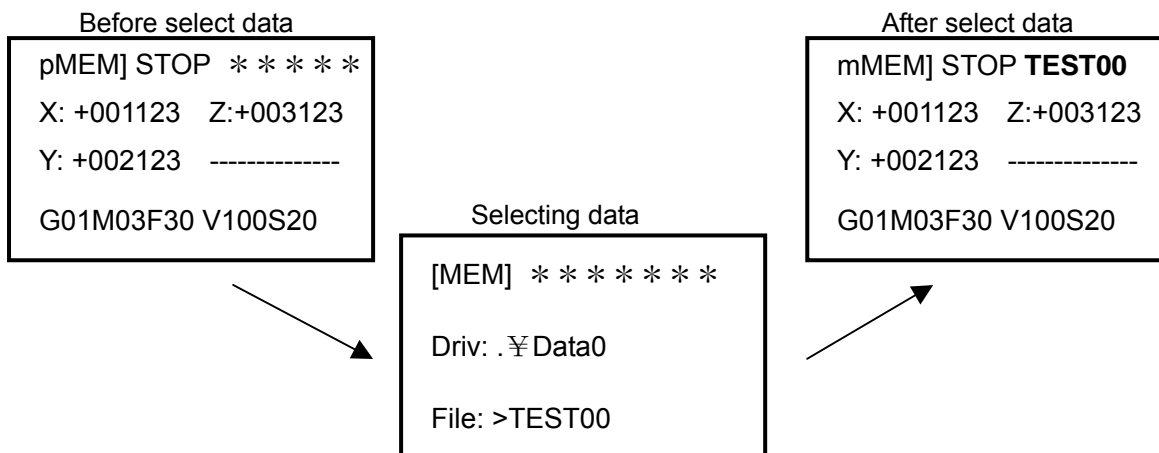 Before select data
pMEM] STOP ＊＊＊＊＊
X: +001123 Z:+003123
Y: +002123 --------------
G01M03F30 V100S20
Selecting data
[MEM] ＊＊＊＊＊＊＊
Driv: .￥Data0
File: >TEST00
After select data
mMEM] STOP TEST00
X: +001123 Z:+003123
Y: +002123 --------------
G01M03F30 V100S20